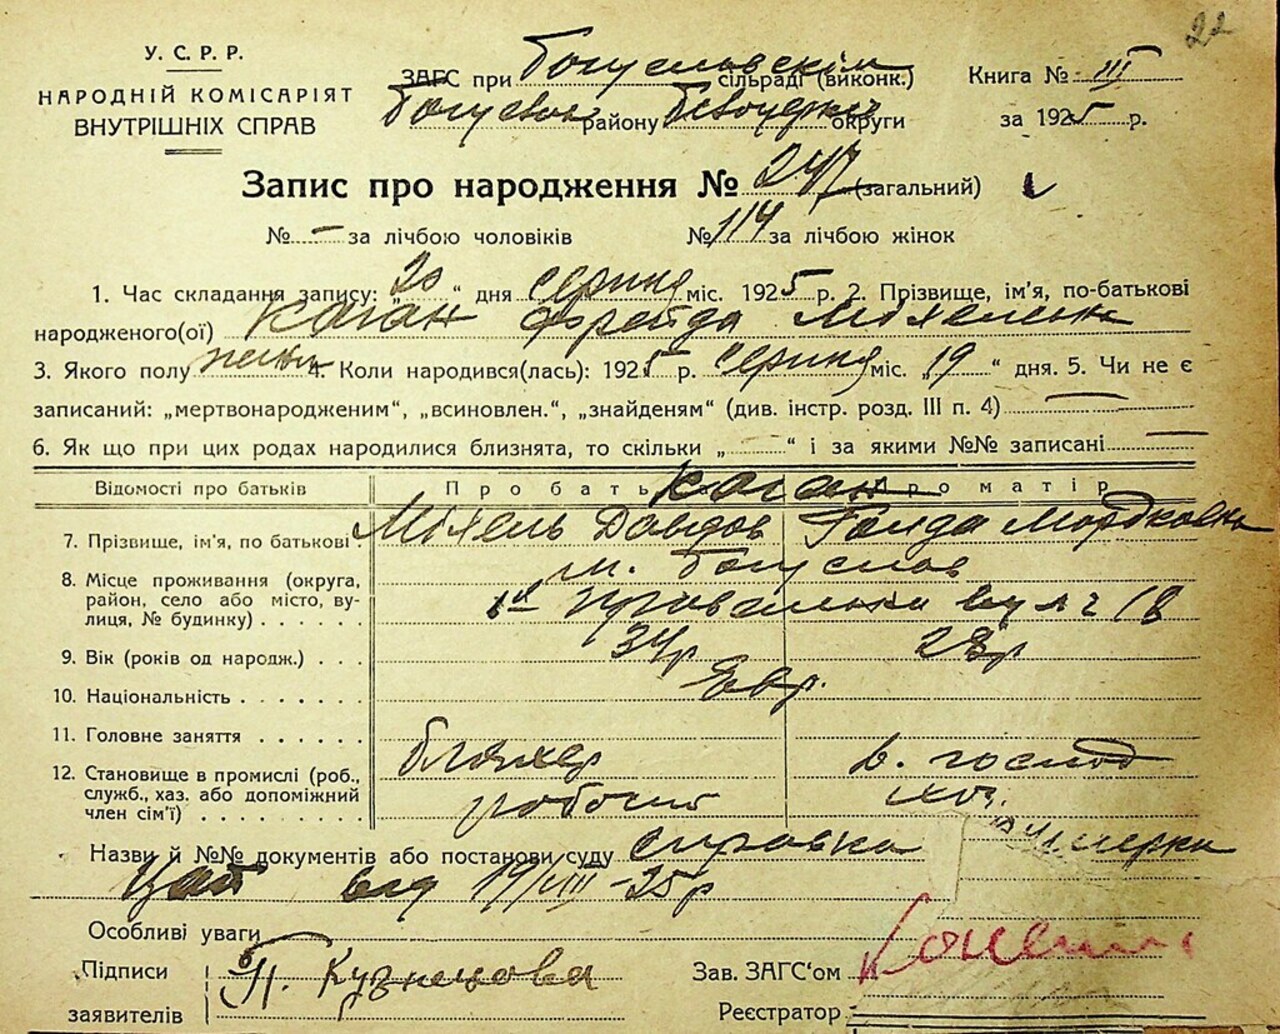 22
У. С. Р. Р.
НАРОДНІЙ КОМІСАРІЯТ
ВНУТРІШНІХ СПРАВ
ЗАГС при Богуславскім сільраді (виконк.)
Богуслав району Білоцерків округи
Книга № III
за 1925 р.
Запис про народження № 247 (загальний)
№ – за лічбою чоловіків № 114 за лічбою жінок
1. Час складання запису: „20“ дня серпня міс. 1925 р. 2. Прізвище, ім'я, по-батькові
народженого(ої) Каган Фрейда Міхелевн
3. Якого полу жіноч 4. Коли народився(лась): 1925 р. серпня міс. „19“ дня. 5. Чи не є
записаний: „мертвонародженим“, „всиновлен.“, „знайденям“ (див. інстр. розд. III п. 4) —
6. Як що при цих родах народилися близнята, то скільки „ “ і за якими №№ записані —
Відомості про батьків Про батька Каган Про матір
7. Прізвище, ім'я, по батькові Міхель Давидов Голда Мордковна
8. Місце проживання (округа, район, село або місто, вулиця, № будинку) м. Богуслав
вул ч 18
9. Вік (років од народж.) 34 р 28 р
10. Національність Евр.
11. Головне заняття бляхер в. господ
12. Становище в промислі (роб., служб., хаз. або допоміжний член сім'ї) робочий хоз.
Назви й №№ документів або постанови суду справка
від 19/VIII–25 р
Особливі уваги
Підписи
заявителів П. Кузнецова
Зав. ЗАГС'ом
Реєстратор